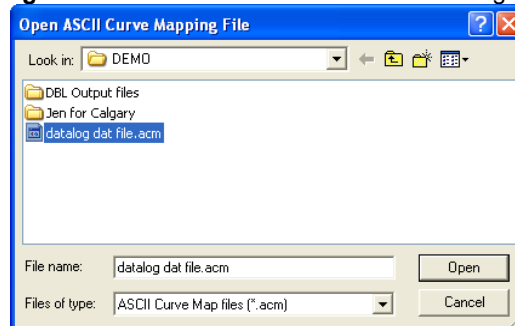 Open ASCII Curve Mapping File
Look in: DEMO
DBL Output files
Jen for Calgary
datalog dat file.acm
File name: datalog dat file.acm Open
Files of type: ASCII Curve Map files (*.acm) Cancel